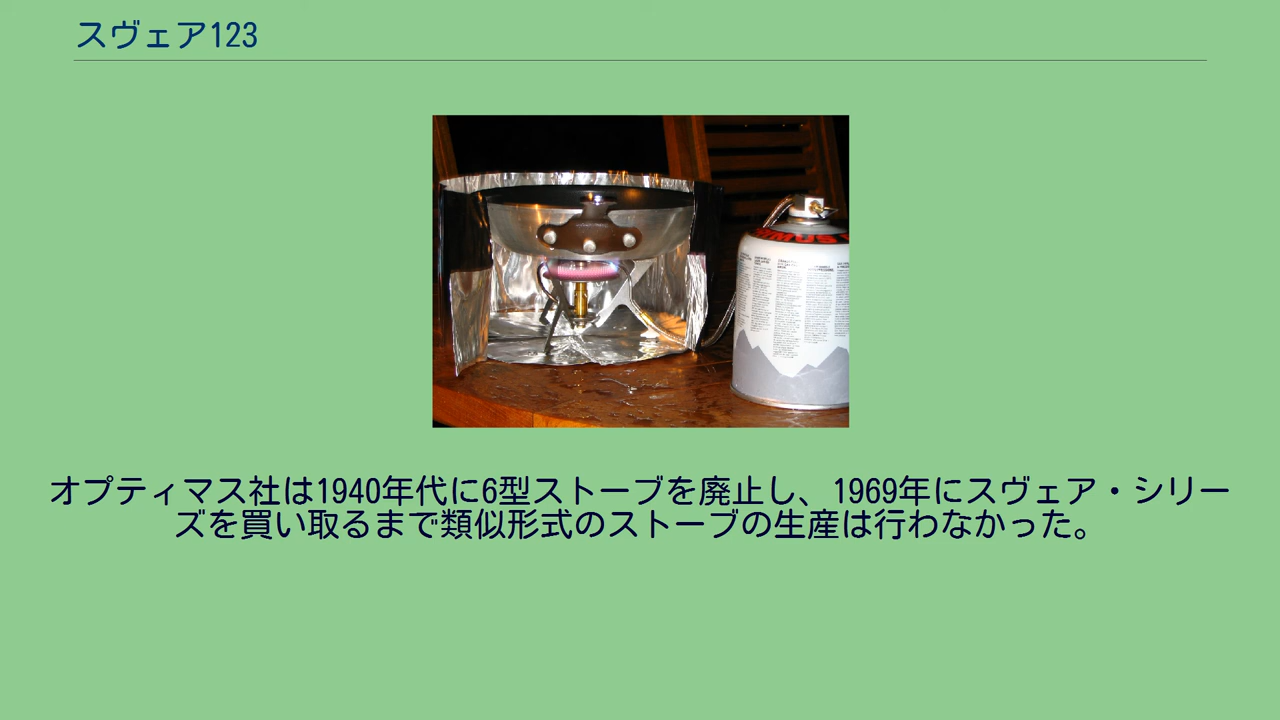 スヴェア123
オプティマス社は1940年代に6型ストーブを廃止し、1969年にスヴェア・シリー
ズを買い取るまで類似形式のストーブの生産は行わなかった。